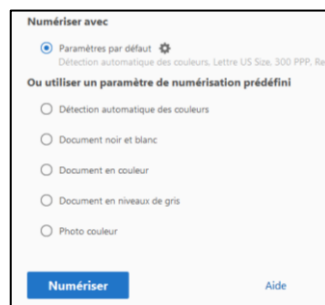 Numériser avec
Paramètres par défaut
Détection automatique des couleurs, Lettre US Size, 300 PPP, Re
Ou utiliser un paramètre de numérisation prédéfini
Détection automatique des couleurs
Document noir et blanc
Document en couleur
Document en niveaux de gris
Photo couleur
Numériser Aide